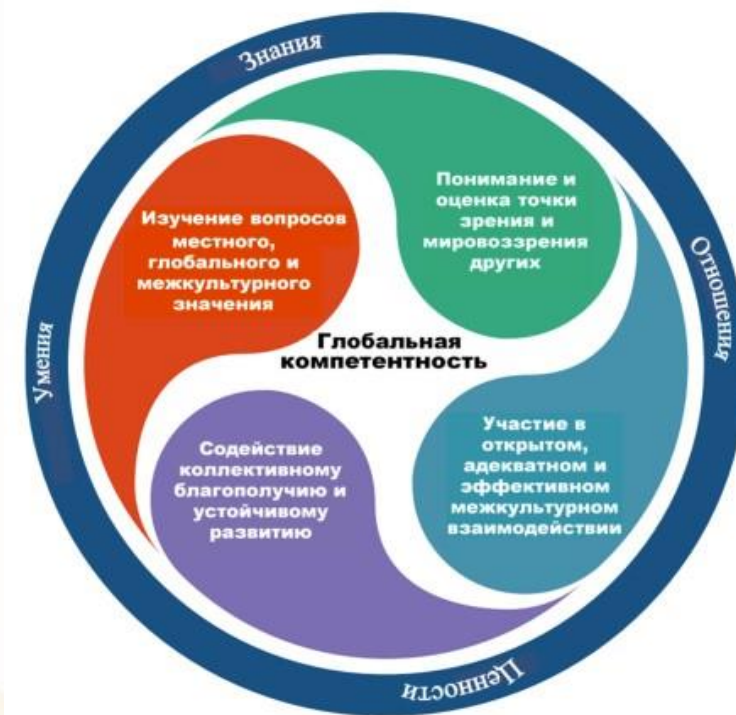 Знания
Понимание и
оценка точки
зрения и
мировоззрения
других
Изучение вопросов
местного,
глобального и
межкультурного
значения
Отношения
Умения
Глобальная
компетентность
Содействие
коллективному
благополучию и
устойчивому
развитию
Участие в
открытом,
адекватном и
эффективном
межкультурном
взаимодействии
Ценности